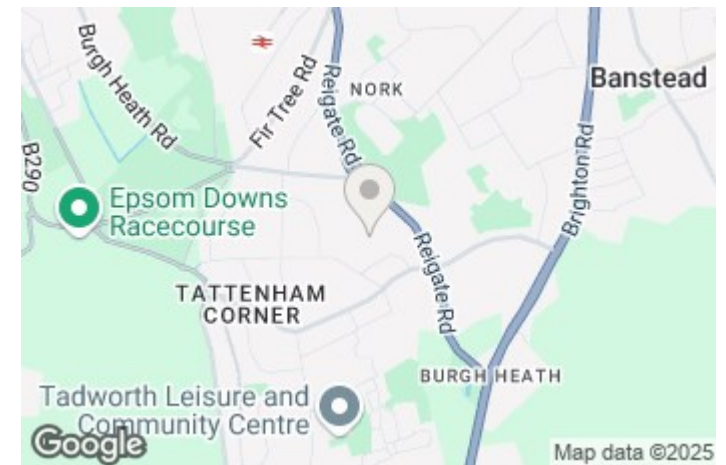 Burgh Heath Rd
Fir Tree Rd
Reigate Rd
NORK
Banstead
B290
Brighton Rd
Epsom Downs
Racecourse
Reigate Rd
TATTENHAM
CORNER
BURGH HEATH
Tadworth Leisure and
Community Centre
Google
Map data ©2025